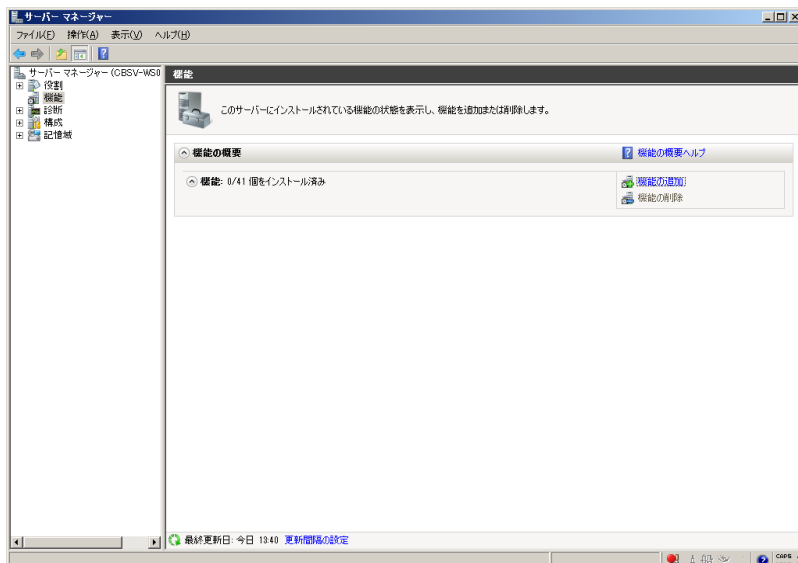 サーバー マネージャー
ファイル(F) 操作(A) 表示(V) ヘルプ(H)
サーバー マネージャー (CBSV-WS0
役割
機能
診断
構成
記憶域
機能
このサーバーにインストールされている機能の状態を表示し、機能を追加または削除します。
機能の概要
機能の概要ヘルプ
機能: 0/41 個をインストール済み
機能の追加
機能の削除
最終更新日: 今日 13:40 更新間隔の設定
A 般
CAPS